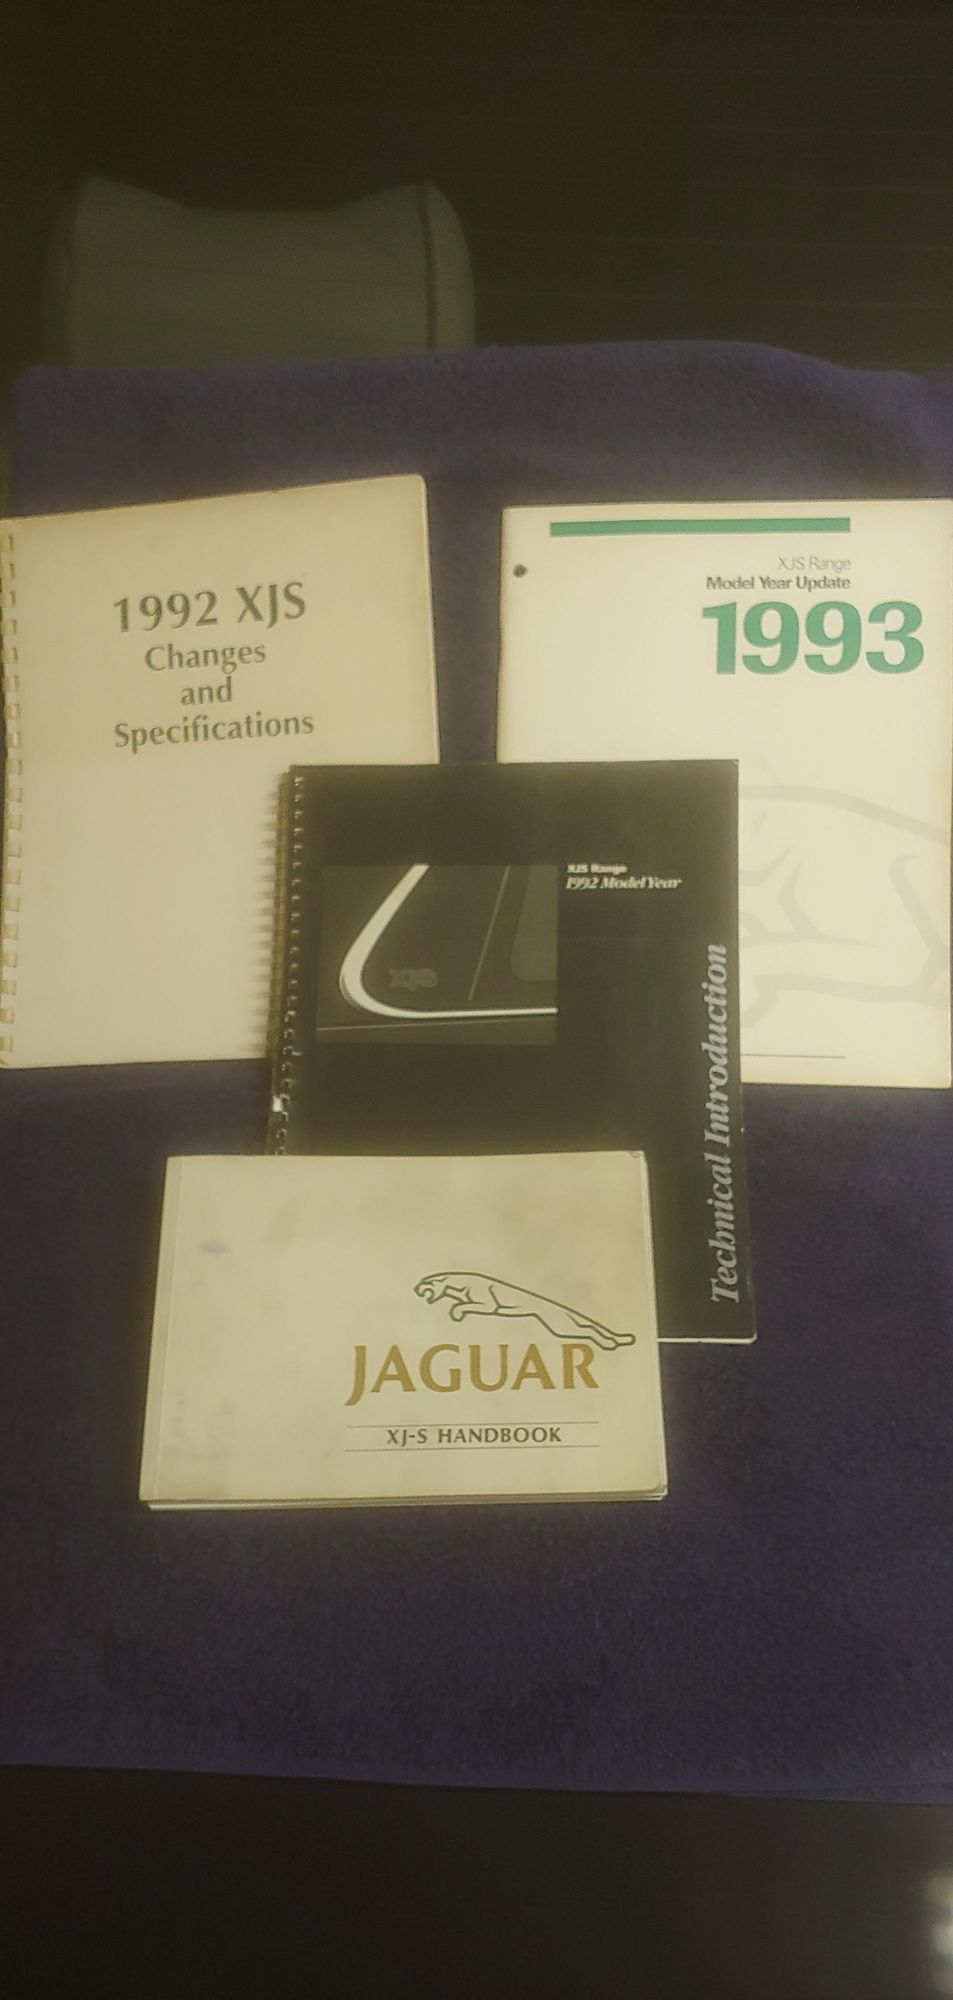 1992 XJS
Changes
and
Specifications
XJS Range
Model Year Update
1993
XJS Range
1992 Model Year
XJS
Technical Introduction
JAGUAR
XJ-S HANDBOOK